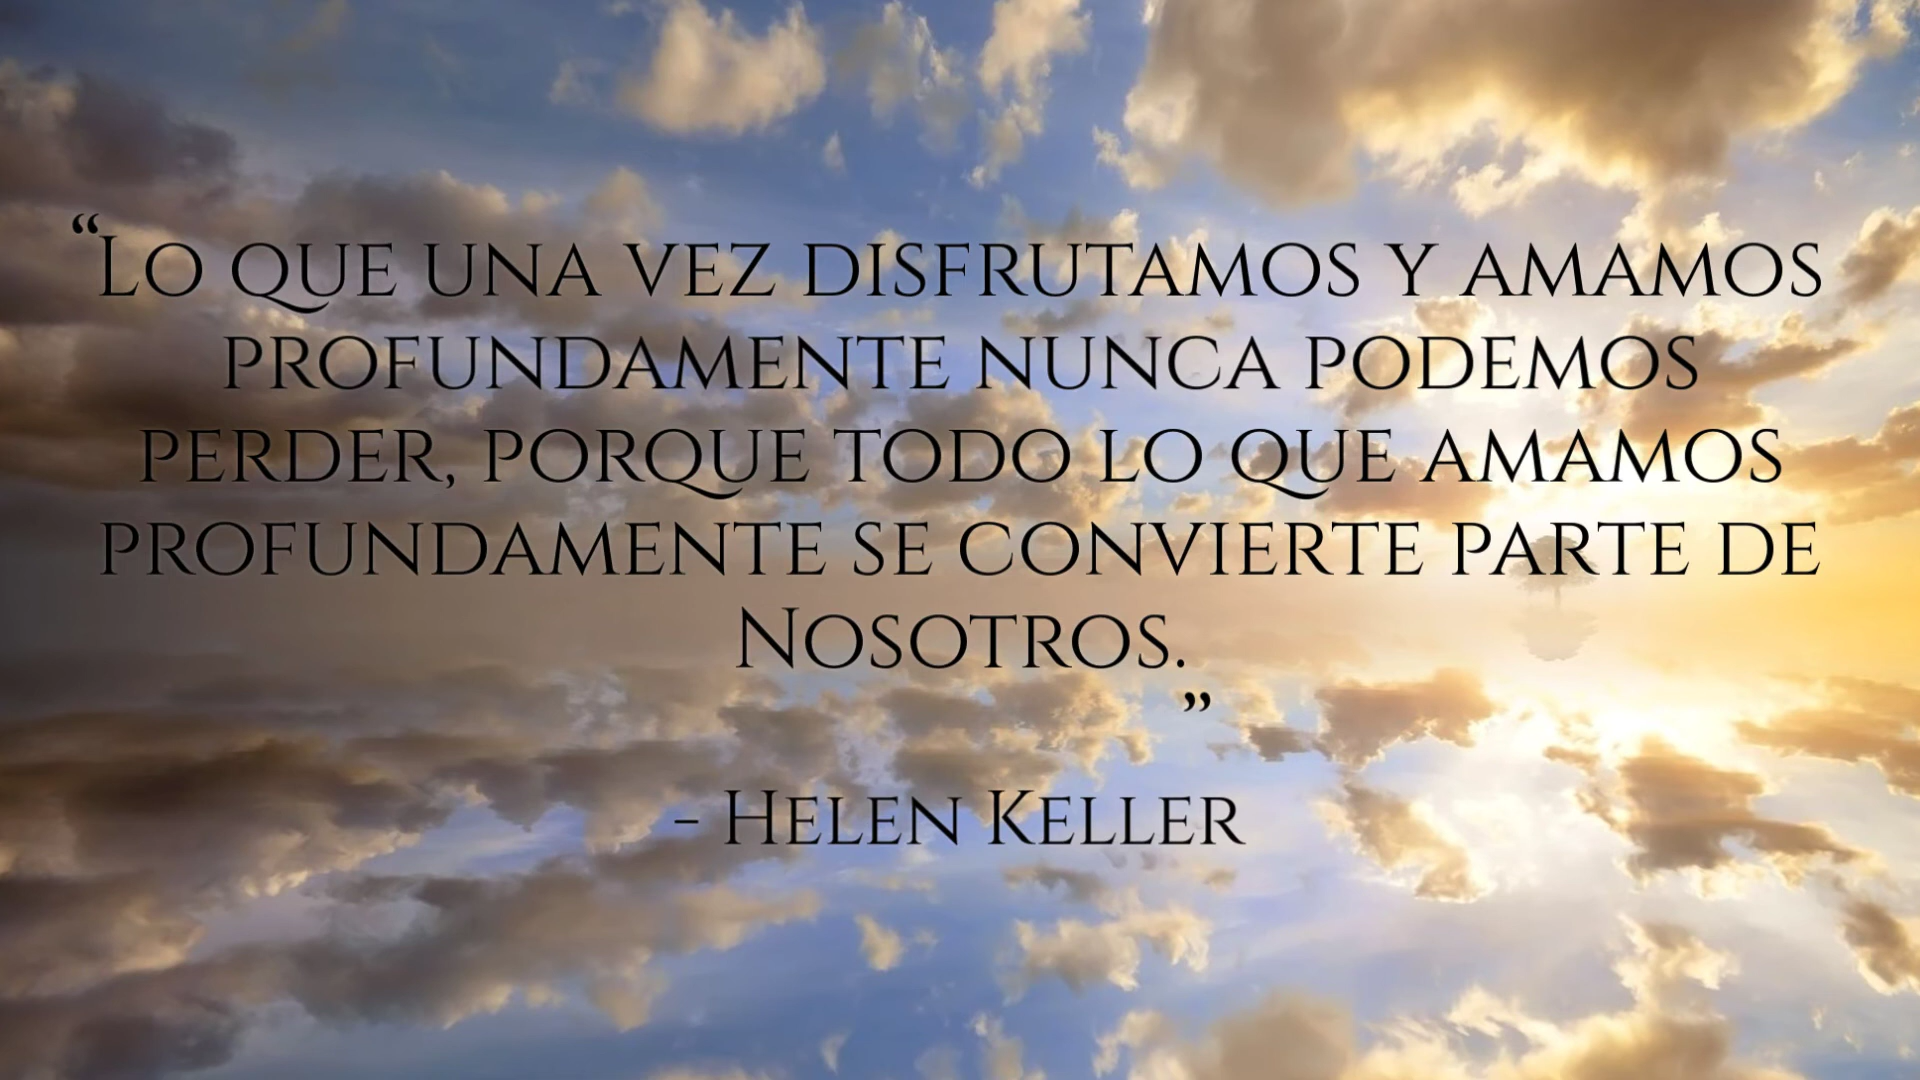 “Lo que una vez disfrutamos y amamos
profundamente nunca podemos
perder, porque todo lo que amamos
profundamente se convierte parte de
Nosotros.
”
- Helen Keller